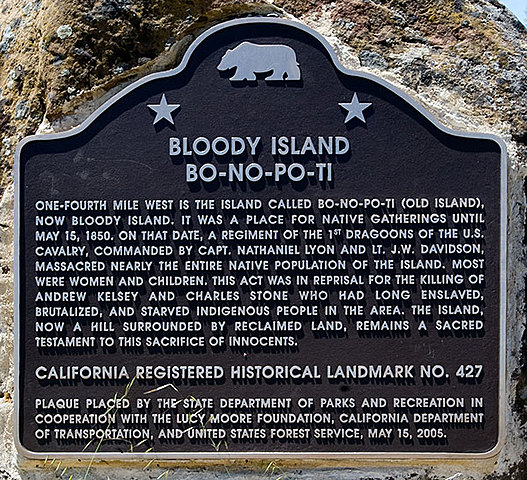 BLOODY ISLAND
BO-NO-PO-TI
ONE-FOURTH MILE WEST IS THE ISLAND CALLED BO-NO-PO-TI (OLD ISLAND),
NOW BLOODY ISLAND. IT WAS A PLACE FOR NATIVE GATHERINGS UNTIL
MAY 15, 1850. ON THAT DATE, A REGIMENT OF THE 1ST DRAGOONS OF THE U.S.
CAVALRY, COMMANDED BY CAPT. NATHANIEL LYON AND LT. J.W. DAVIDSON,
MASSACRED NEARLY THE ENTIRE NATIVE POPULATION OF THE ISLAND. MOST
WERE WOMEN AND CHILDREN. THIS ACT WAS IN REPRISAL FOR THE KILLING OF
ANDREW KELSEY AND CHARLES STONE WHO HAD LONG ENSLAVED,
BRUTALIZED, AND STARVED INDIGENOUS PEOPLE IN THE AREA. THE ISLAND,
NOW A HILL SURROUNDED BY RECLAIMED LAND, REMAINS A SACRED
TESTAMENT TO THIS SACRIFICE OF INNOCENTS.
CALIFORNIA REGISTERED HISTORICAL LANDMARK NO. 427
PLAQUE PLACED BY THE STATE DEPARTMENT OF PARKS AND RECREATION IN
COOPERATION WITH THE LUCY MOORE FOUNDATION, CALIFORNIA DEPARTMENT
OF TRANSPORTATION, AND UNITED STATES FOREST SERVICE, MAY 15, 2005.